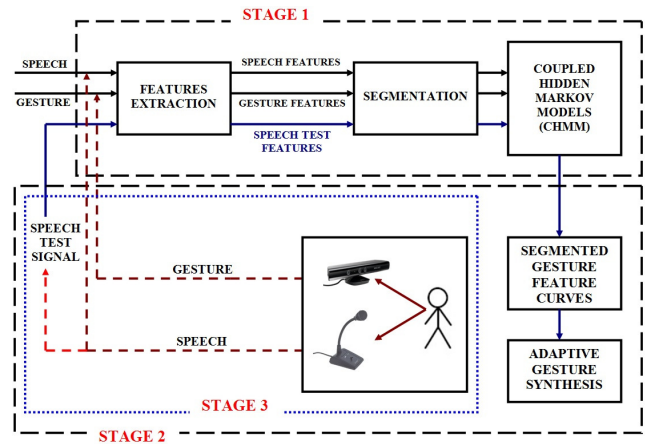 STAGE 1
SPEECH
GESTURE
FEATURES
EXTRACTION
SPEECH FEATURES
GESTURE FEATURES
SPEECH TEST
FEATURES
SEGMENTATION
COUPLED
HIDDEN
MARKOV
MODELS
(CHMM)
SPEECH
TEST
SIGNAL
GESTURE
SPEECH
SEGMENTED
GESTURE
FEATURE
CURVES
ADAPTIVE
GESTURE
SYNTHESIS
STAGE 3
STAGE 2